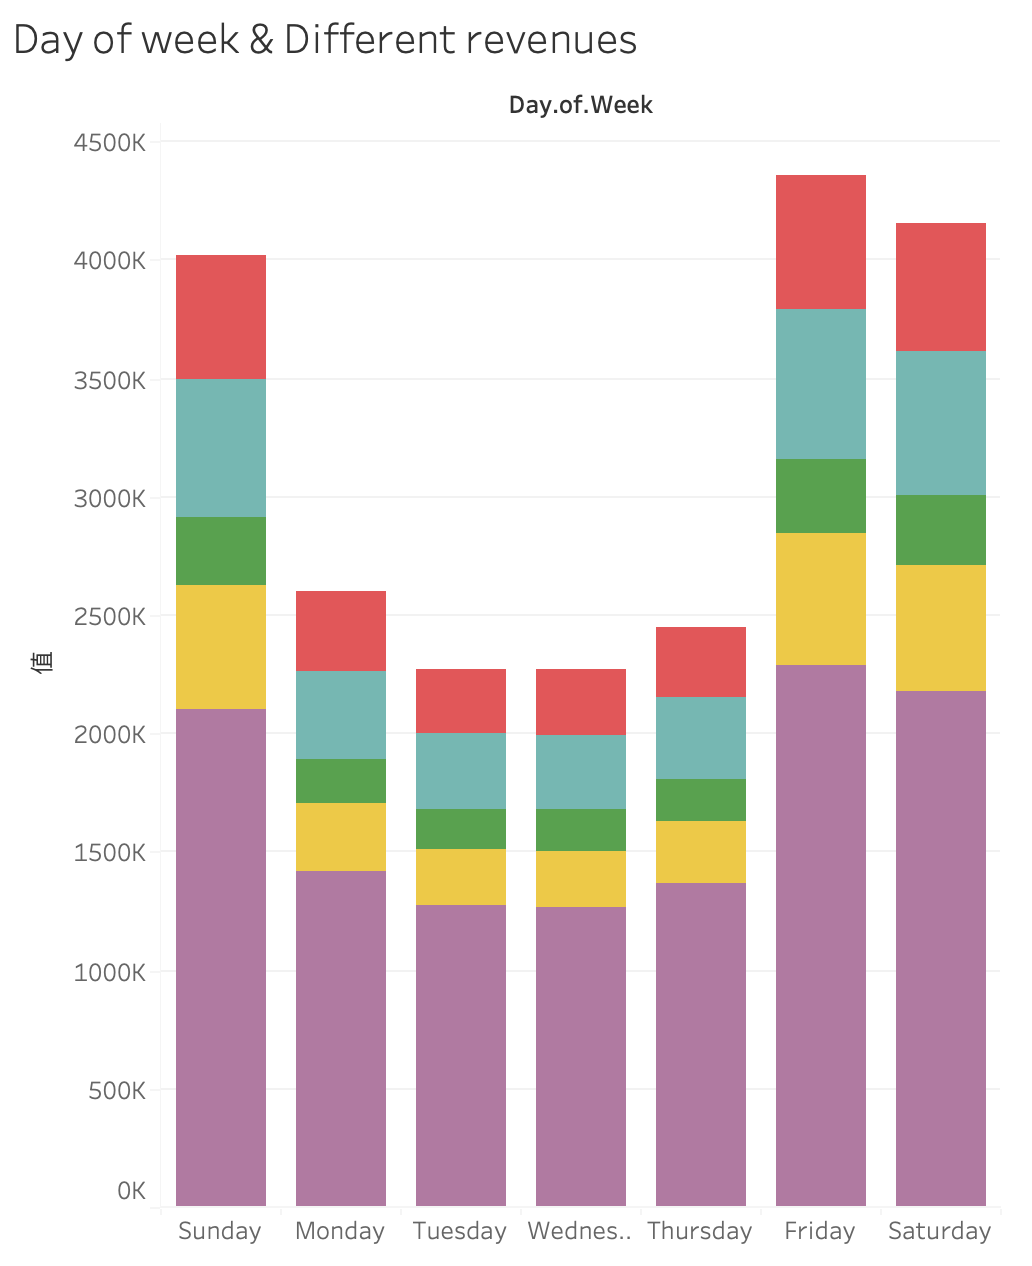 Day of week & Different revenues
Day.of.Week
4500K
4000K
3500K
3000K
2500K
2000K
1500K
1000K
500K
0K
值
Sunday Monday Tuesday Wednes.. Thursday Friday Saturday